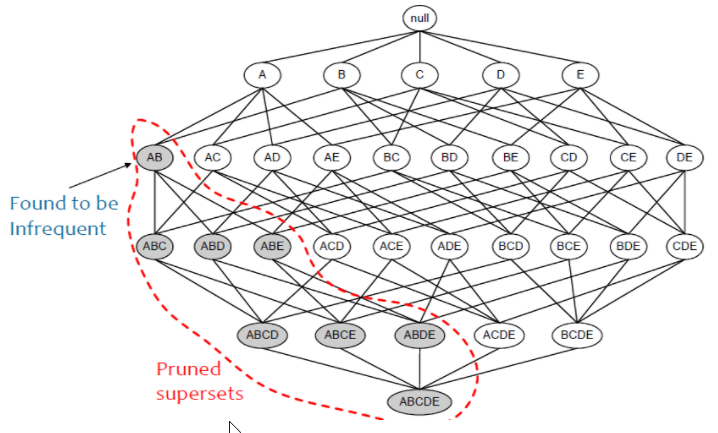 null
A B C D E
AB AC AD AE BC BD BE CD CE DE
Found to be
Infrequent
ABC ABD ABE ACD ACE ADE BCD BCE BDE CDE
ABCD ABCE ABDE ACDE BCDE
Pruned
supersets
ABCDE